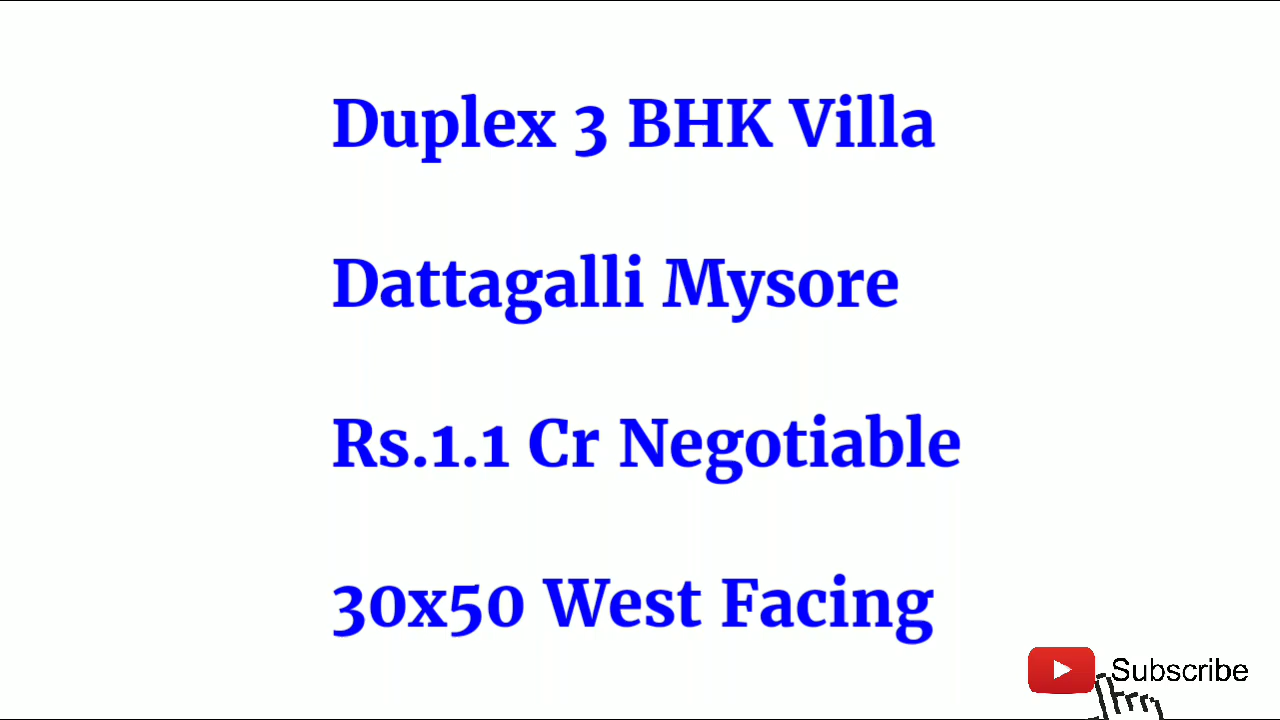 Duplex 3 BHK Villa
Dattagalli Mysore
Rs.1.1 Cr Negotiable
30x50 West Facing
Subscribe